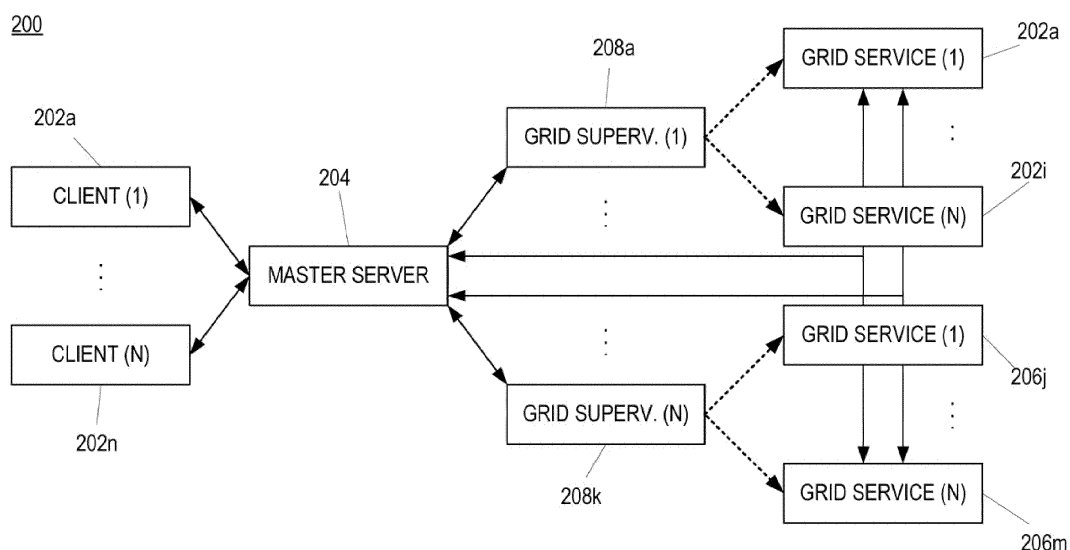 200
208a
202a
GRID SERVICE (1)
202a
GRID SUPERV. (1)
CLIENT (1)
204
202i
GRID SERVICE (N)
MASTER SERVER
GRID SERVICE (1)
CLIENT (N)
206j
GRID SUPERV. (N)
202n
208k
GRID SERVICE (N)
206m